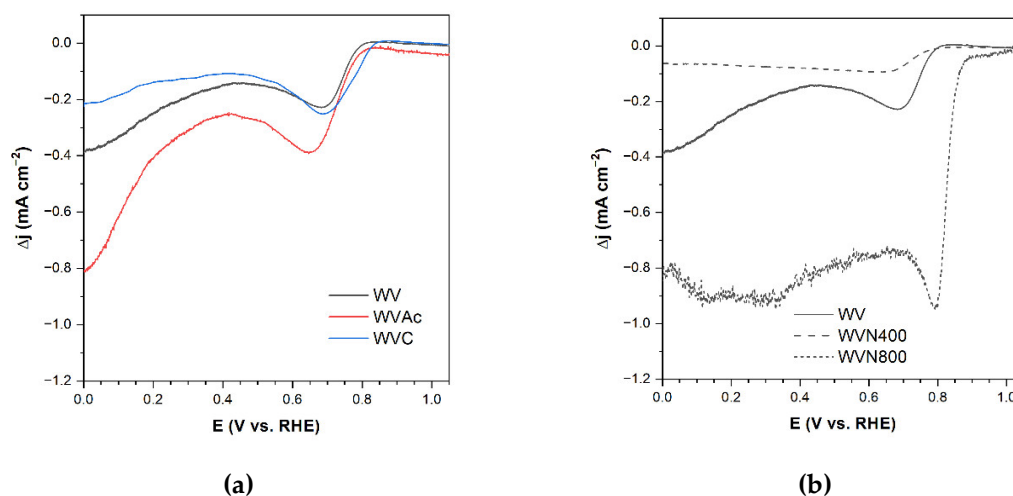 0.0
−0.2
−0.4
−0.6
−0.8
−1.0
−1.2
Δj (mA cm⁻²)
WV
WVAc
WVC
0.0 0.2 0.4 0.6 0.8 1.0
E (V vs. RHE)
(a)
0.0
−0.2
−0.4
−0.6
−0.8
−1.0
−1.2
Δj (mA cm⁻²)
WV
WVN400
WVN800
0.0 0.2 0.4 0.6 0.8 1.0
E (V vs. RHE)
(b)